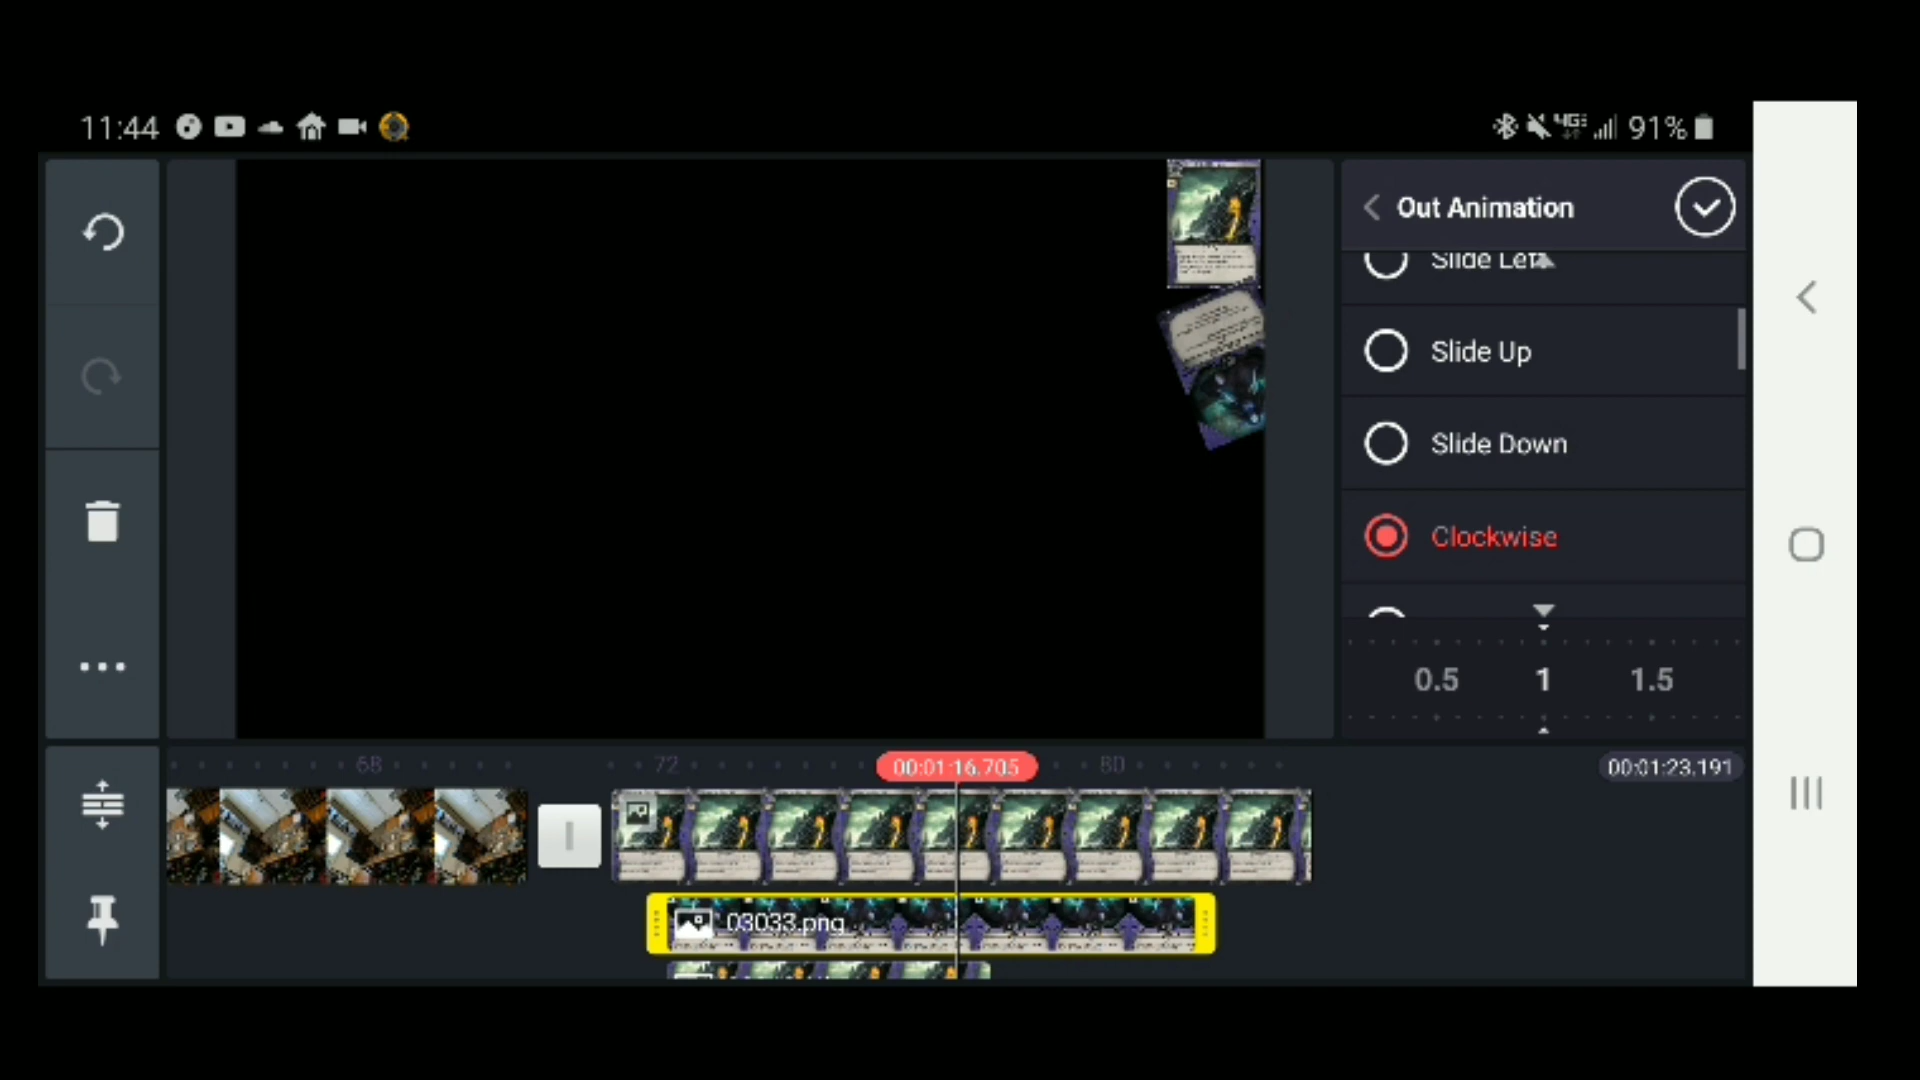 11:44
4GE 91%
Out Animation
Slide Left
Slide Up
Slide Down
Clockwise
0.5 1 1.5
68 72 00:01:16.705 80 00:01:23.191
03033.png